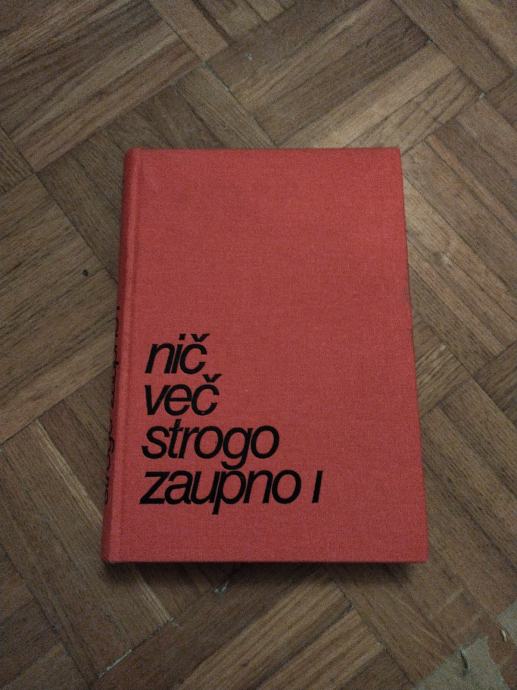 nič
več
strogo
zaupno I